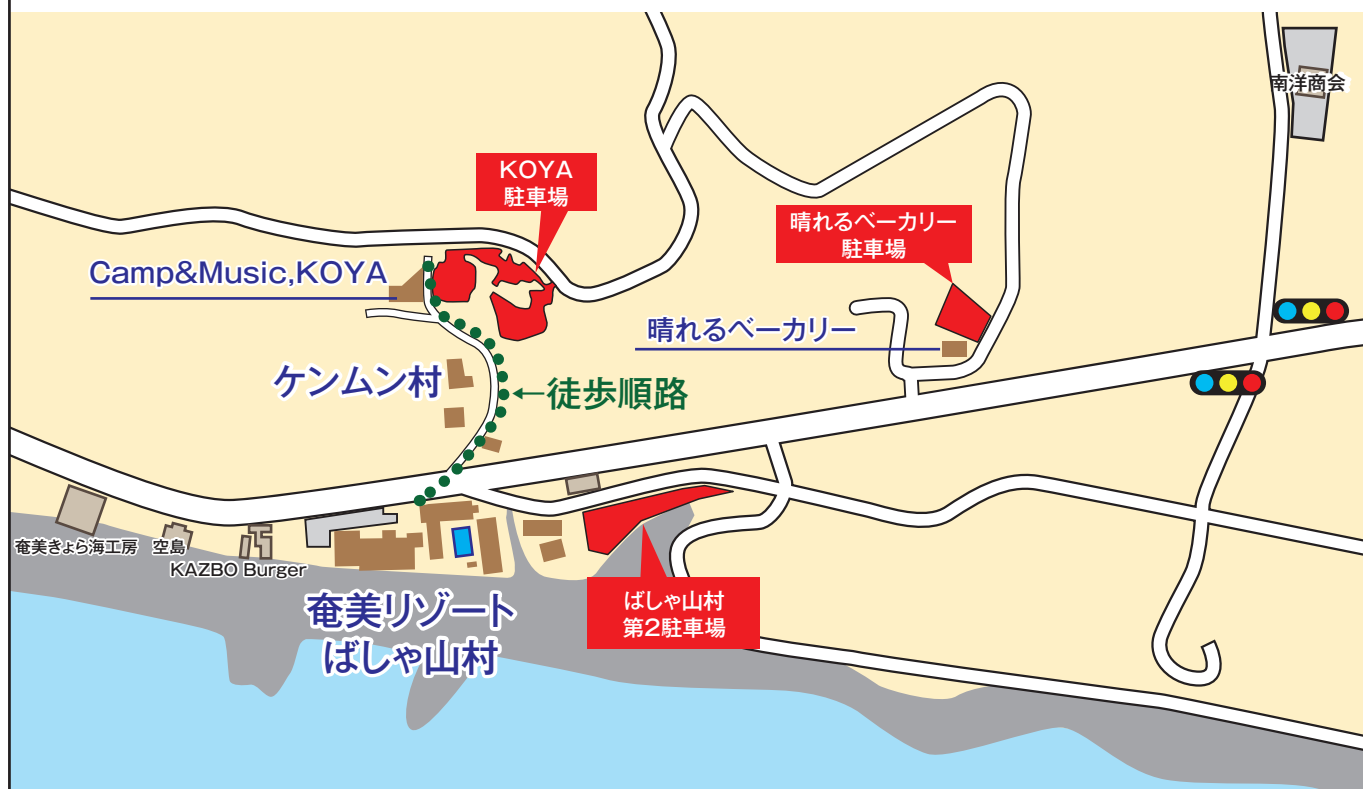 南洋商会
KOYA
駐車場
晴れるベーカリー
駐車場
Camp&Music,KOYA
晴れるベーカリー
ケンムン村
←徒歩順路
奄美きょら海工房
空島
KAZBO Burger
奄美リゾート
ばしゃ山村
ばしゃ山村
第2駐車場